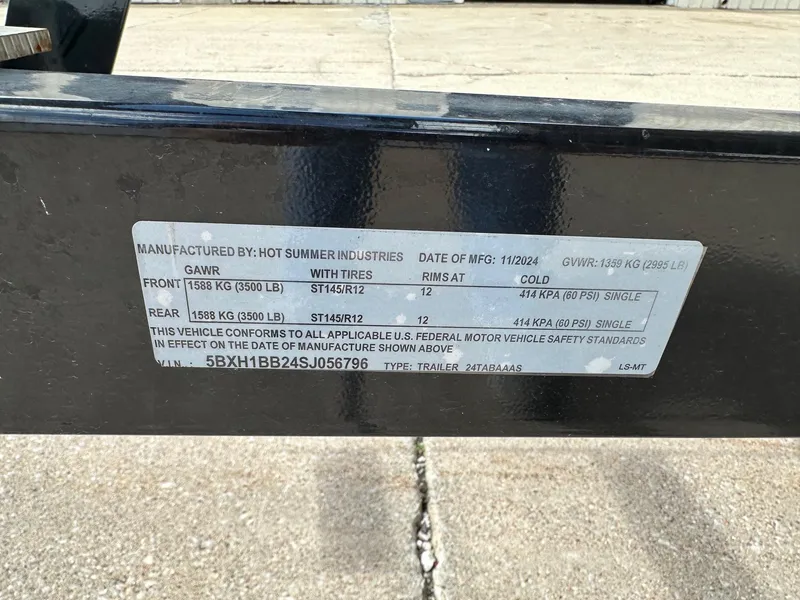 MANUFACTURED BY: HOT SUMMER INDUSTRIES DATE OF MFG: 11/2024 GVWR: 1359 KG (2995 LB)
GAWR WITH TIRES RIMS AT COLD
FRONT 1588 KG (3500 LB) ST145/R12 12 414 KPA (60 PSI) SINGLE
REAR 1588 KG (3500 LB) ST145/R12 12 414 KPA (60 PSI) SINGLE
THIS VEHICLE CONFORMS TO ALL APPLICABLE U.S. FEDERAL MOTOR VEHICLE SAFETY STANDARDS
IN EFFECT ON THE DATE OF MANUFACTURE SHOWN ABOVE
V.I.N. : 5BXH1BB24SJ056796 TYPE: TRAILER 24TABAAAS LS-MT